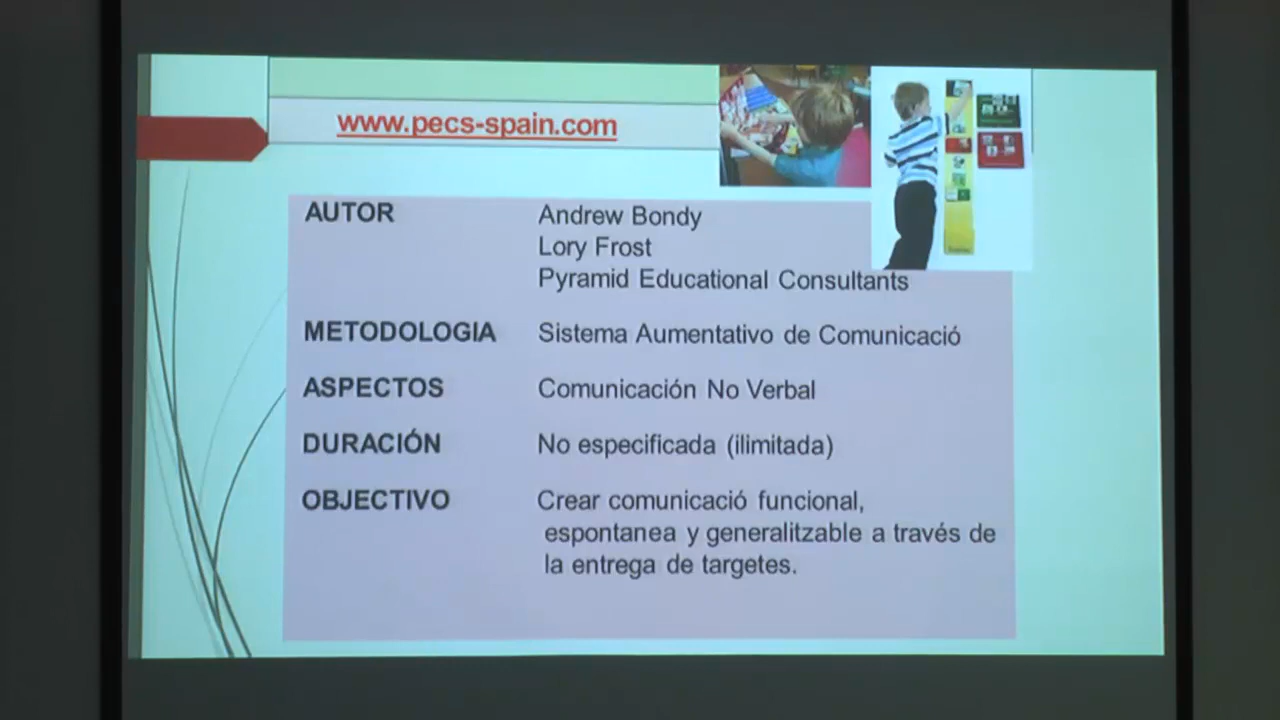 www.pecs-spain.com
AUTOR Andrew Bondy
Lory Frost
Pyramid Educational Consultants
METODOLOGIA Sistema Aumentativo de Comunicació
ASPECTOS Comunicación No Verbal
DURACIÓN No especificada (ilimitada)
OBJECTIVO Crear comunicació funcional,
espontanea y generalitzable a través de
la entrega de targetes.